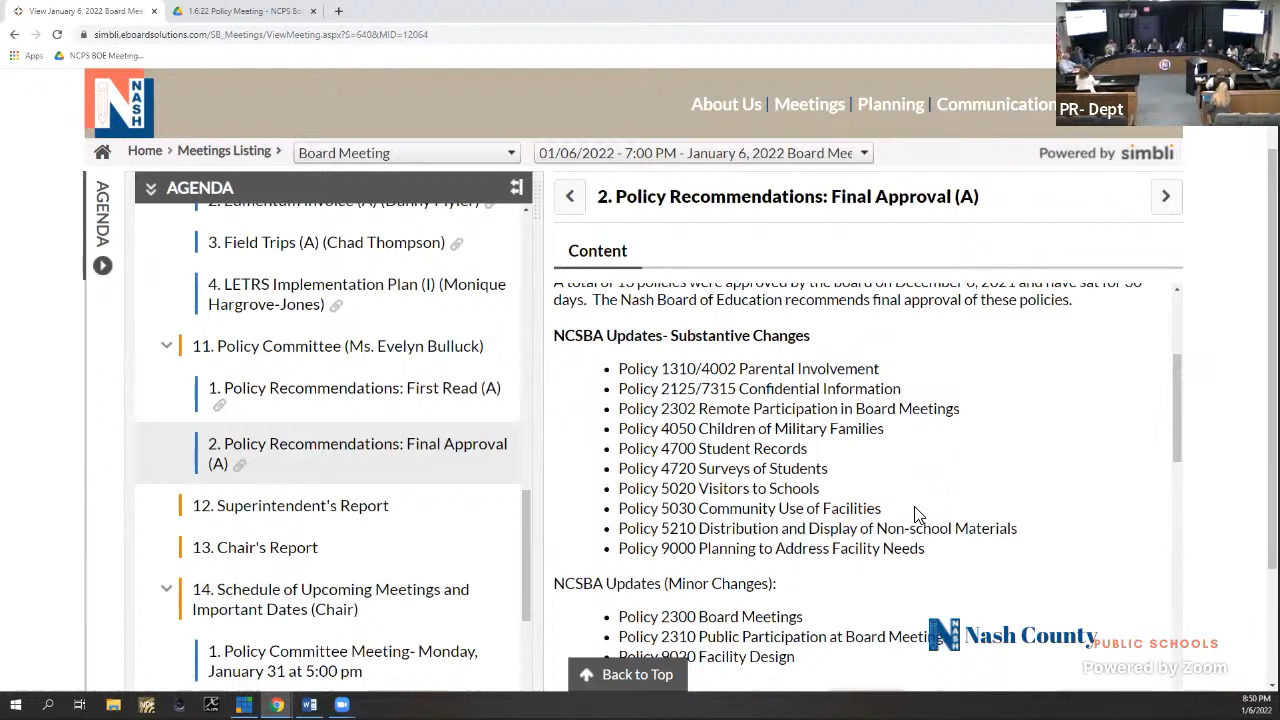 View January 6, 2022 Board Mee
1.6.22 Policy Meeting - NCPS Bo
simbli.eboardsolutions.com/SB_Meetings/ViewMeeting.aspx?S=640&MID=12064
Apps
NCPS BOE Meeting...
PR- Dept
NASH
About Us | Meetings | Planning | Communication
Home > Meetings Listing >
Board Meeting
01/06/2022 - 7:00 PM - January 6, 2022 Board Mee
Powered by simbli
AGENDA
AGENDA
3. Field Trips (A) (Chad Thompson)
4. LETRS Implementation Plan (I) (Monique
Hargrove-Jones)
11. Policy Committee (Ms. Evelyn Bulluck)
1. Policy Recommendations: First Read (A)
2. Policy Recommendations: Final Approval
(A)
12. Superintendent's Report
13. Chair's Report
14. Schedule of Upcoming Meetings and
Important Dates (Chair)
1. Policy Committee Meeting- Monday,
January 31 at 5:00 pm
2. Policy Recommendations: Final Approval (A)
Content
days. The Nash Board of Education recommends final approval of these policies.
NCSBA Updates- Substantive Changes
• Policy 1310/4002 Parental Involvement
• Policy 2125/7315 Confidential Information
• Policy 2302 Remote Participation in Board Meetings
• Policy 4050 Children of Military Families
• Policy 4700 Student Records
• Policy 4720 Surveys of Students
• Policy 5020 Visitors to Schools
• Policy 5030 Community Use of Facilities
• Policy 5210 Distribution and Display of Non-school Materials
• Policy 9000 Planning to Address Facility Needs
NCSBA Updates (Minor Changes):
• Policy 2300 Board Meetings
• Policy 2310 Public Participation at Board Meeting
• Policy 9020 Facility Design
Back to Top
NASH Nash County PUBLIC SCHOOLS
Powered by Zoom
8:50 PM
1/6/2022